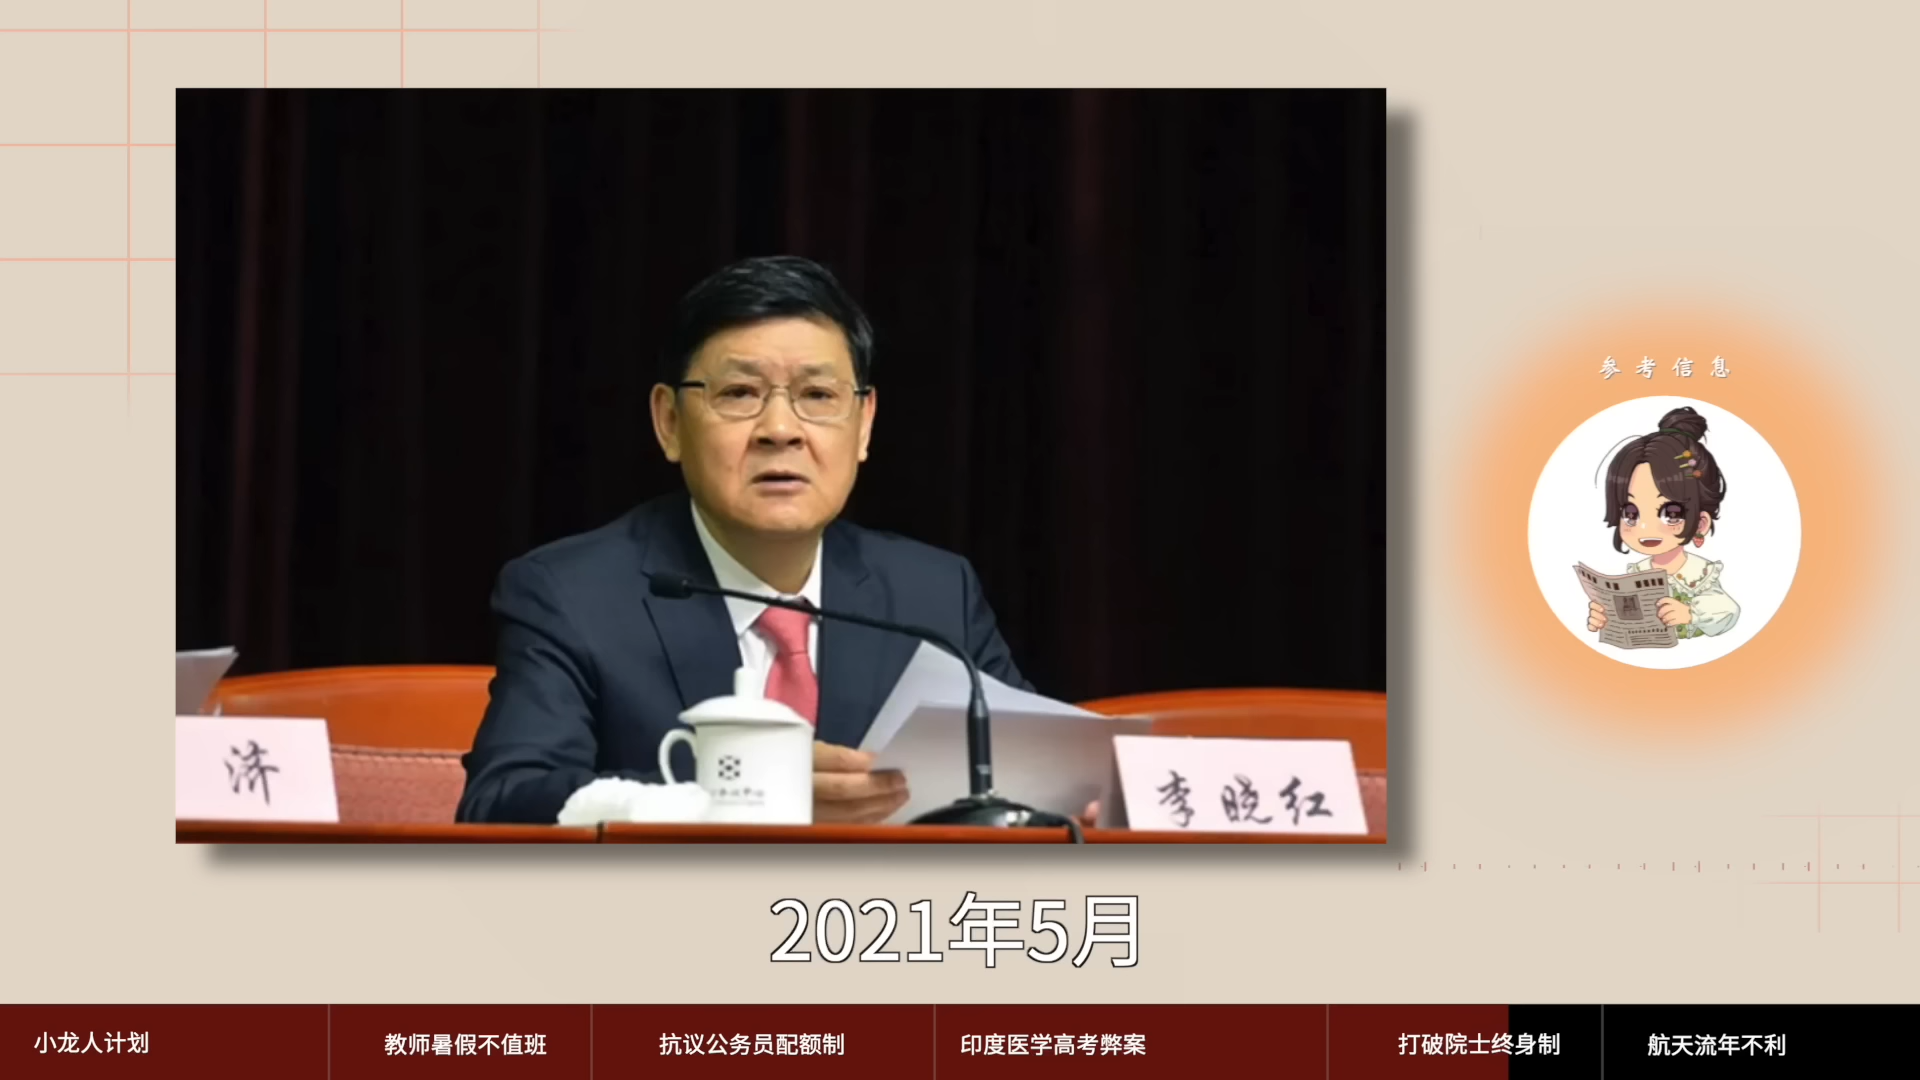 参考信息
济
李晓红
2021年5月
小龙人计划
教师暑假不值班
抗议公务员配额制
印度医学高考弊案
打破院士终身制
航天流年不利